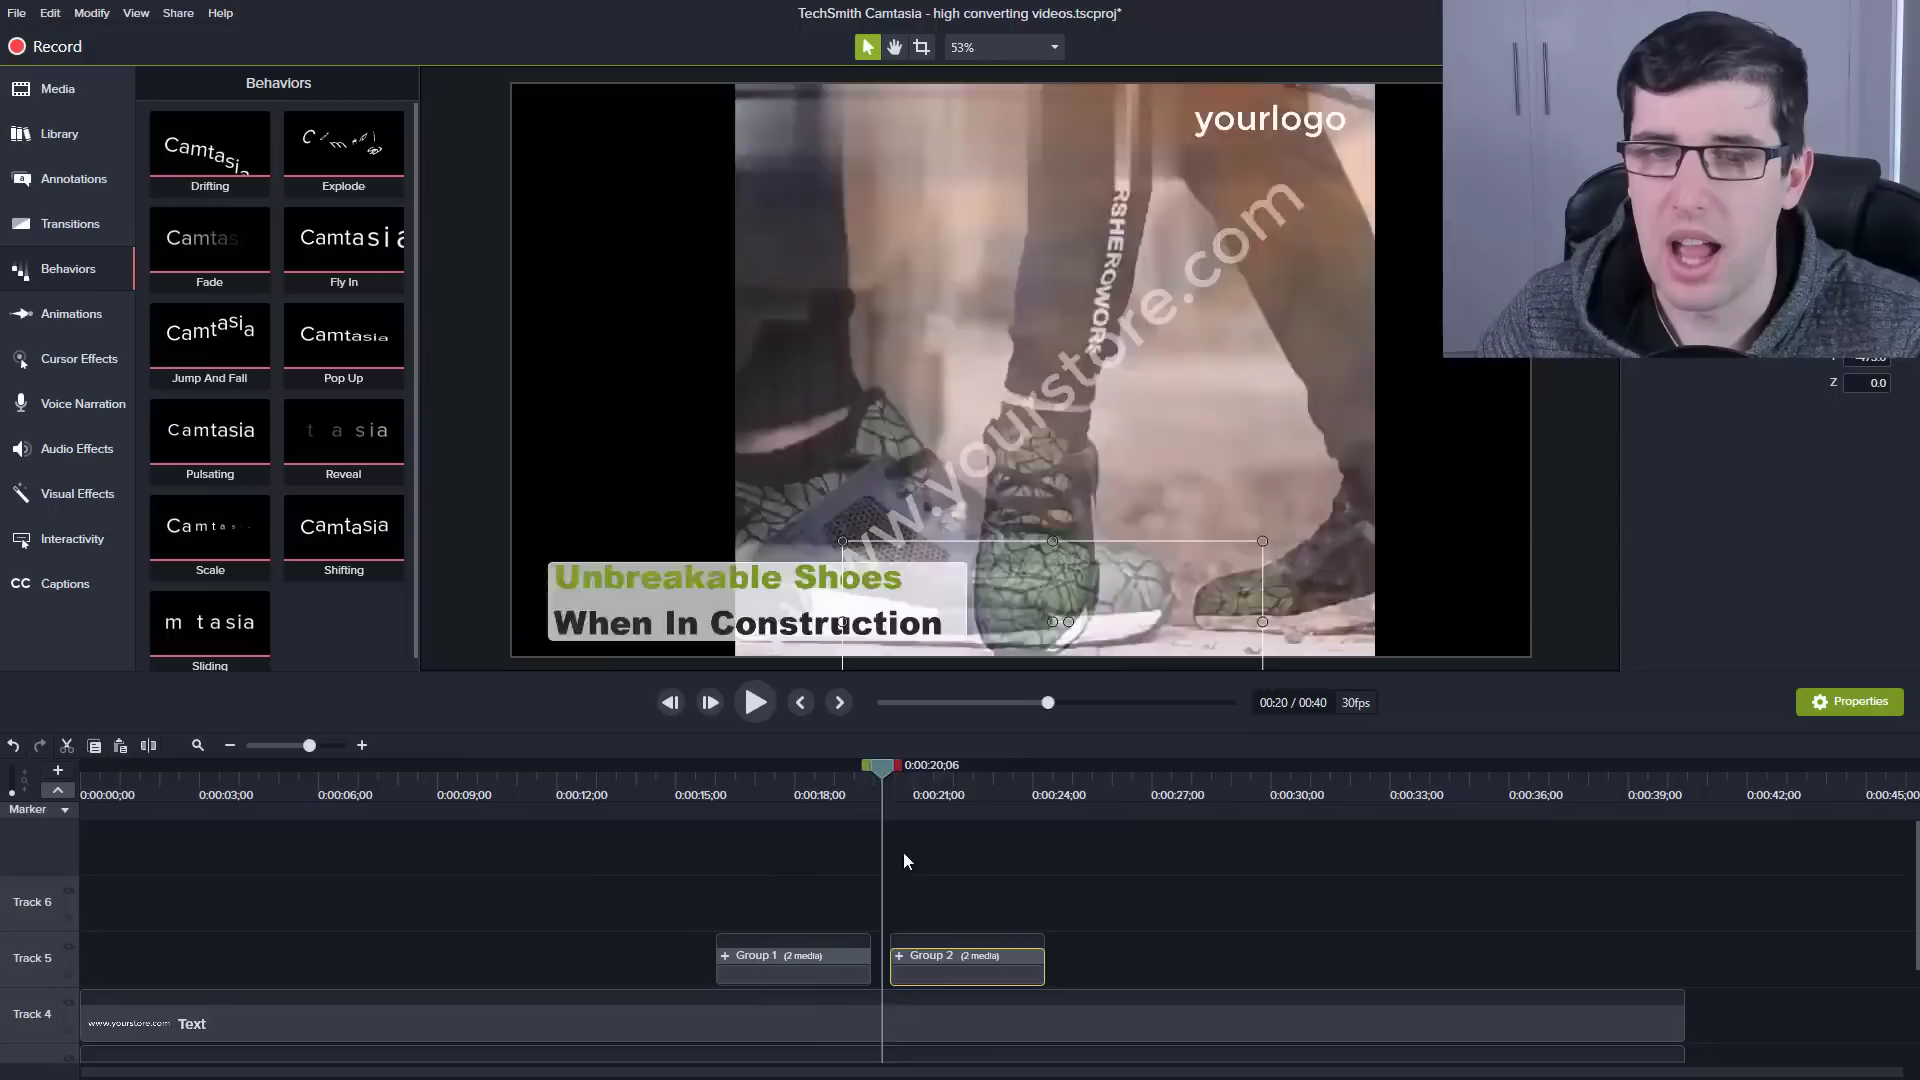 File Edit Modify View Share Help
TechSmith Camtasia - high converting videos.tscproj*
Record
53%
Media
Library
Annotations
Transitions
Behaviors
Animations
Cursor Effects
Voice Narration
Audio Effects
Visual Effects
Interactivity
CC Captions
Behaviors
Camtasia
Drifting
Explode
Camtas
Fade
Camtasia
Fly In
Camtasia
Jump And Fall
Camtasia
Pop Up
Camtasia
Pulsating
t a sia
Reveal
Camtas
Scale
Camtasia
Shifting
m t asia
Sliding
yourlogo
www.yourstore.com
RSHEROWORK
Unbreakable Shoes
When In Construction
Z 0.0
00:20 / 00:40 30fps
Properties
0:00:20;06
0:00:00;00 0:00:03;00 0:00:06;00 0:00:09;00 0:00:12;00 0:00:15;00 0:00:18;00 0:00:21;00 0:00:24;00 0:00:27;00 0:00:30;00 0:00:33;00 0:00:36;00 0:00:39;00 0:00:42;00 0:00:45;00
Marker
Track 6
Track 5
+ Group 1 (2 media)
+ Group 2 (2 media)
Track 4
www.yourstore.com Text